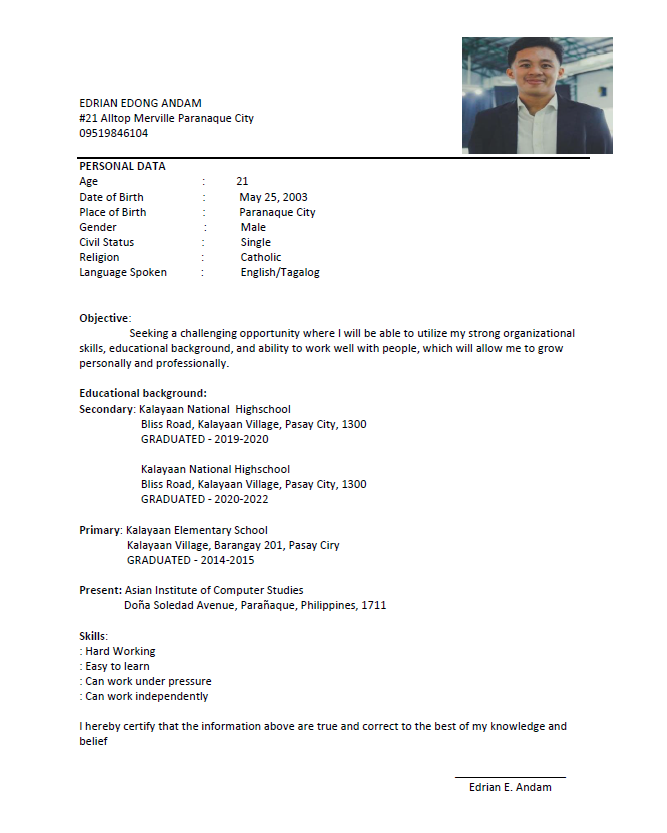 EDRIAN EDONG ANDAM
#21 Alltop Merville Paranaque City
09519846104
PERSONAL DATA
Age : 21
Date of Birth : May 25, 2003
Place of Birth : Paranaque City
Gender : Male
Civil Status : Single
Religion : Catholic
Language Spoken : English/Tagalog
Objective:
Seeking a challenging opportunity where I will be able to utilize my strong organizational
skills, educational background, and ability to work well with people, which will allow me to grow
personally and professionally.
Educational background:
Secondary: Kalayaan National Highschool
Bliss Road, Kalayaan Village, Pasay City, 1300
GRADUATED - 2019-2020
Kalayaan National Highschool
Bliss Road, Kalayaan Village, Pasay City, 1300
GRADUATED - 2020-2022
Primary: Kalayaan Elementary School
Kalayaan Village, Barangay 201, Pasay Ciry
GRADUATED - 2014-2015
Present: Asian Institute of Computer Studies
Doña Soledad Avenue, Parañaque, Philippines, 1711
Skills:
: Hard Working
: Easy to learn
: Can work under pressure
: Can work independently
I hereby certify that the information above are true and correct to the best of my knowledge and
belief
Edrian E. Andam